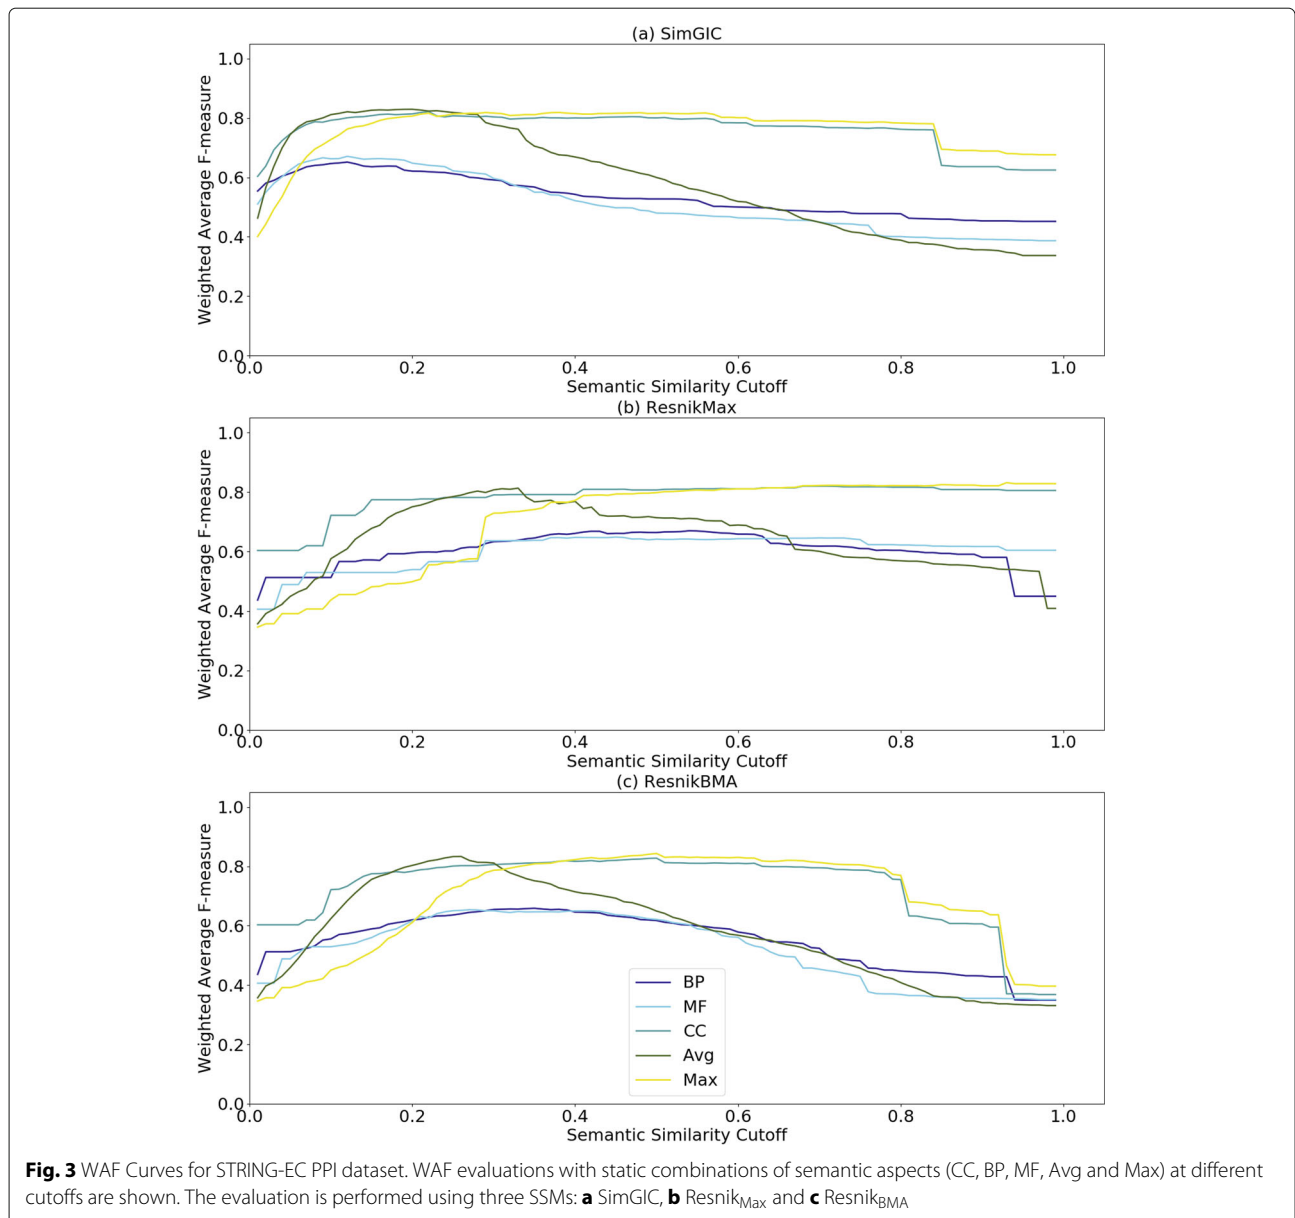 (a) SimGIC
Weighted Average F-measure
1.0
0.8
0.6
0.4
0.2
0.0
0.0 0.2 0.4 0.6 0.8 1.0
Semantic Similarity Cutoff
(b) ResnikMax
Weighted Average F-measure
1.0
0.8
0.6
0.4
0.2
0.0
0.0 0.2 0.4 0.6 0.8 1.0
Semantic Similarity Cutoff
(c) ResnikBMA
Weighted Average F-measure
1.0
0.8
0.6
0.4
0.2
0.0
BP
MF
CC
Avg
Max
0.0 0.2 0.4 0.6 0.8 1.0
Semantic Similarity Cutoff
Fig. 3 WAF Curves for STRING-EC PPI dataset. WAF evaluations with static combinations of semantic aspects (CC, BP, MF, Avg and Max) at different
cutoffs are shown. The evaluation is performed using three SSMs: a SimGIC, b ResnikMax and c ResnikBMA